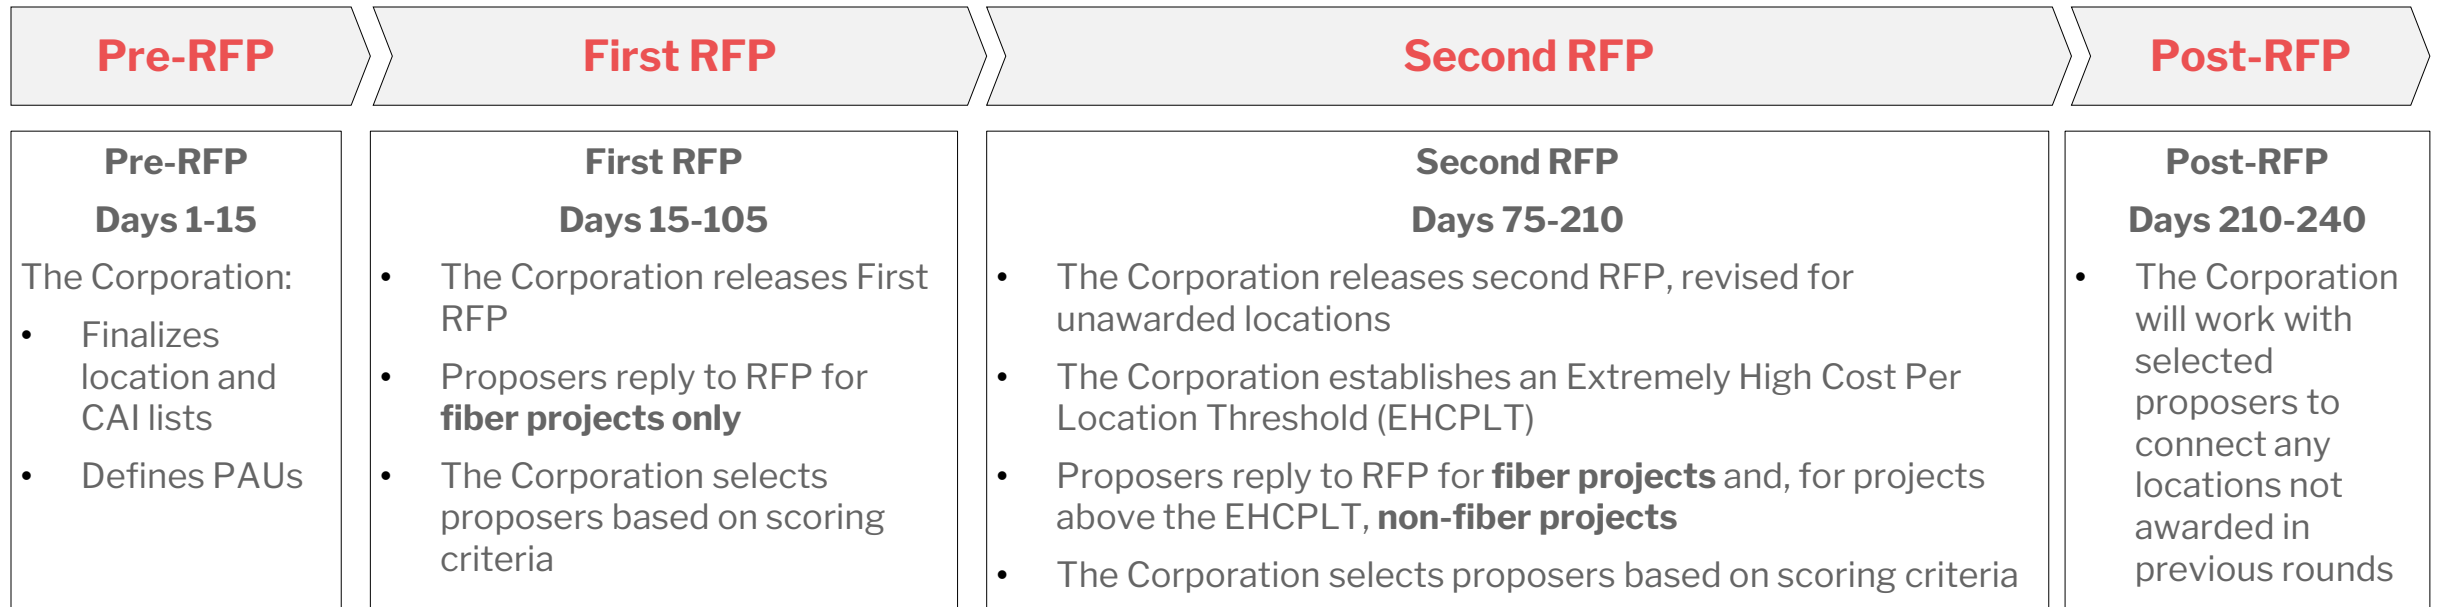 Pre-RFP
First RFP
Second RFP
Post-RFP
Pre-RFP
Days 1-15
The Corporation:
• Finalizes
location and
CAI lists
• Defines PAUs
First RFP
Days 15-105
• The Corporation releases First
RFP
• Proposers reply to RFP for
fiber projects only
• The Corporation selects
proposers based on scoring
criteria
Second RFP
Days 75-210
• The Corporation releases second RFP, revised for
unawarded locations
• The Corporation establishes an Extremely High Cost Per
Location Threshold (EHCPLT)
• Proposers reply to RFP for fiber projects and, for projects
above the EHCPLT, non-fiber projects
• The Corporation selects proposers based on scoring criteria
Post-RFP
Days 210-240
• The Corporation
will work with
selected
proposers to
connect any
locations not
awarded in
previous rounds